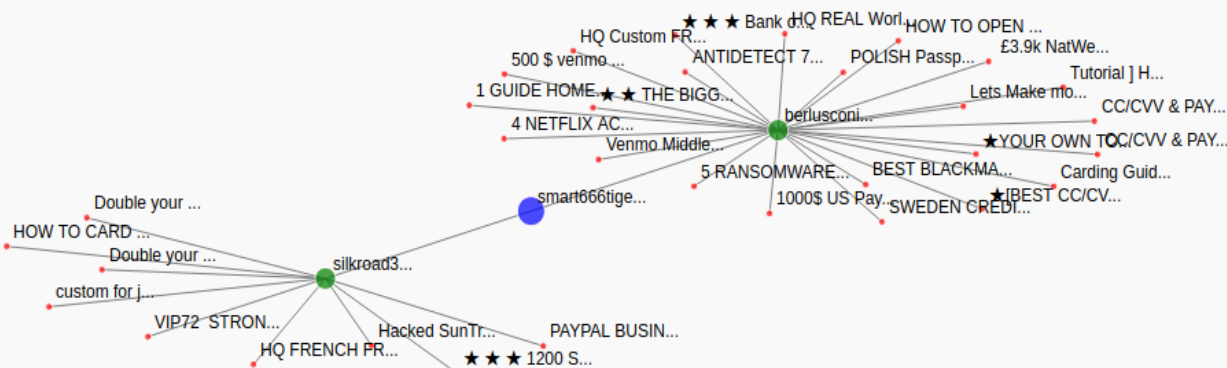 ★ ★ ★ Bank c...
HQ REAL Worl...
HOW TO OPEN ...
HQ Custom FR...
£3.9k NatWe...
500 $ venmo ...
ANTIDETECT 7...
POLISH Passp...
Tutorial ] H...
1 GUIDE HOME...
★ ★ THE BIGG...
Lets Make mo...
CC/CVV & PAY...
berlusconi...
4 NETFLIX AC...
Venmo Middle...
★YOUR OWN TO...
CC/CVV & PAY...
5 RANSOMWARE...
BEST BLACKMA...
Carding Guid...
smart666tige...
1000$ US Pay...
SWEDEN CREDI...
★[BEST CC/CV...
Double your ...
HOW TO CARD ...
Double your ...
silkroad3...
custom for j...
VIP72  STRON...
Hacked SunTr...
PAYPAL BUSIN...
HQ FRENCH FR...
★ ★ ★ 1200 S...